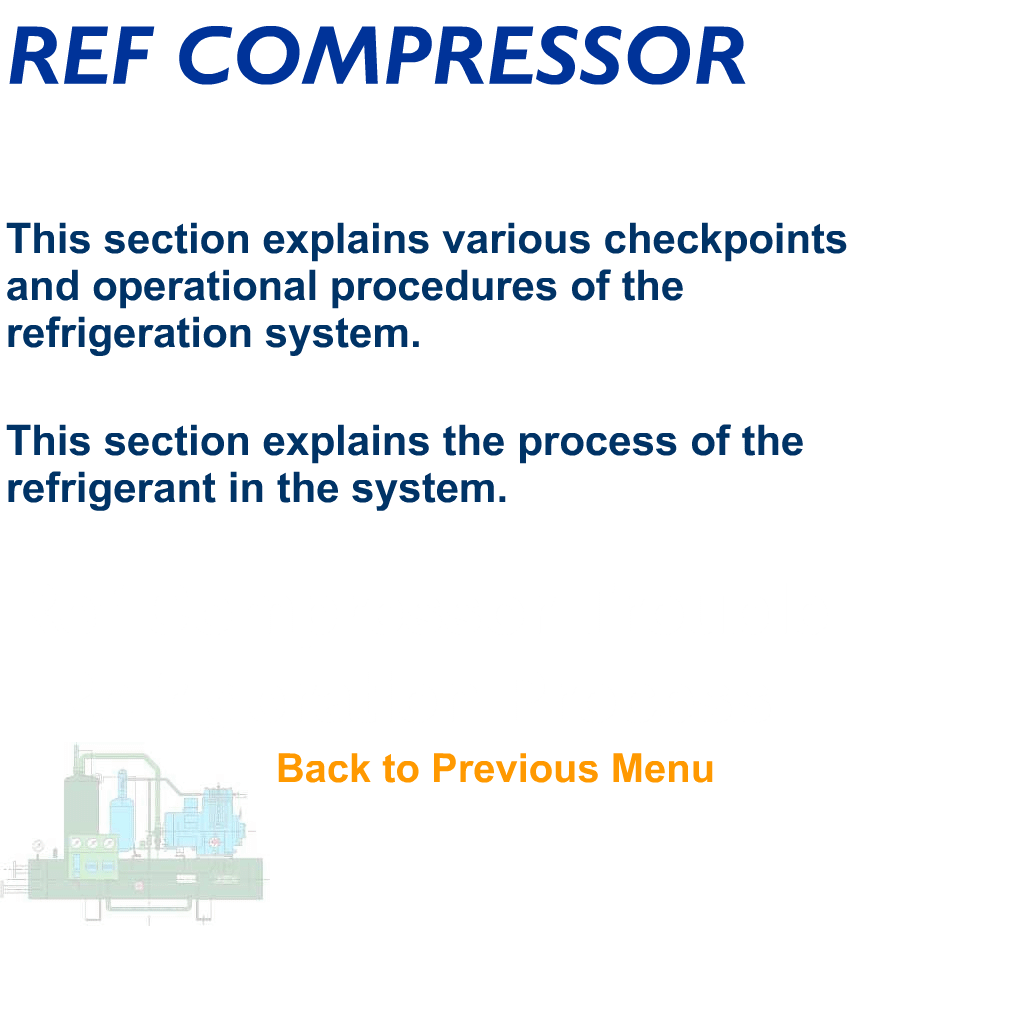 REF COMPRESSOR
This section explains various checkpoints
and operational procedures of the
refrigeration system.
This section explains the process of the
refrigerant in the system.
Back to Previous Menu